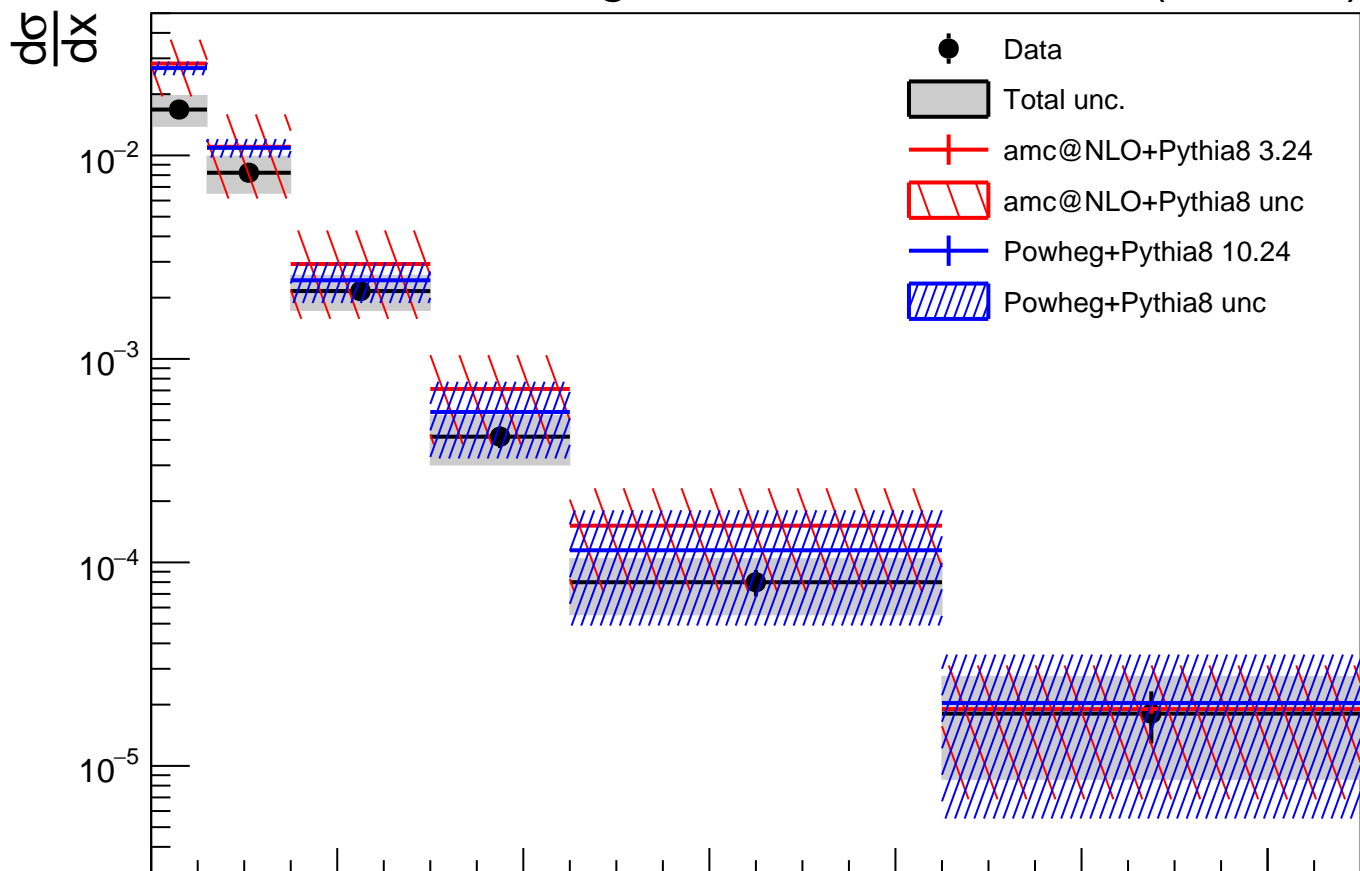 dσ
dx
Data
Total unc.
amc@NLO+Pythia8 3.24
amc@NLO+Pythia8 unc
Powheg+Pythia8 10.24
Powheg+Pythia8 unc
10⁻²
10⁻³
10⁻⁴
10⁻⁵